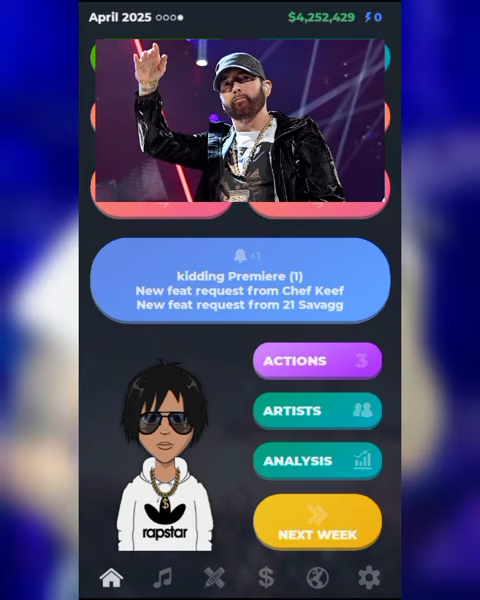 April 2025
$4,252,429
0
+1
kidding Premiere (1)
New feat request from Chef Keef
New feat request from 21 Savagg
ACTIONS 3
ARTISTS
ANALYSIS
NEXT WEEK
$
rapstar
$